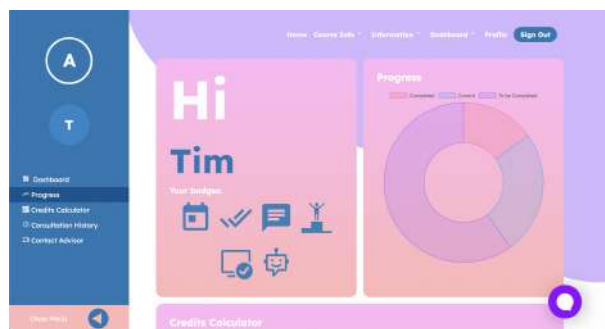 Home Course Info Information Dashboard Profile Sign Out
A
T
Dashboard
Progress
Credits Calculator
Consultation History
Contact Advisor
Close Menu
Hi
Tim
Your badges:
Progress
Completed Current To be Completed
Credits Calculator